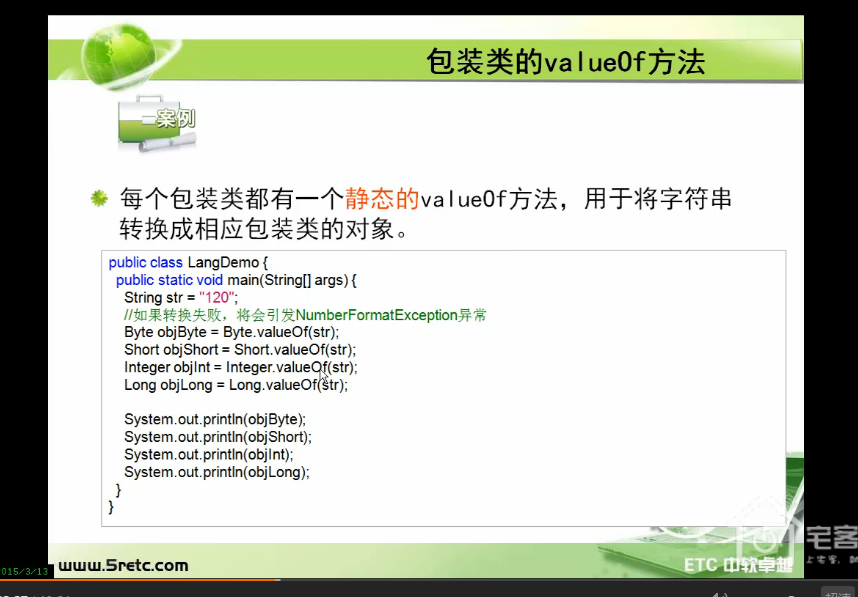 包装类的valueOf方法
案例
每个包装类都有一个静态的valueOf方法，用于将字符串
转换成相应包装类的对象。
public class LangDemo {
public static void main(String[] args) {
String str = "120";
//如果转换失败，将会引发NumberFormatException异常
Byte objByte = Byte.valueOf(str);
Short objShort = Short.valueOf(str);
Integer objInt = Integer.valueOf(str);
Long objLong = Long.valueOf(str);
System.out.println(objByte);
System.out.println(objShort);
System.out.println(objInt);
System.out.println(objLong);
}
}
宅客
015/3/13
www.5retc.com
ETC 中软卓越